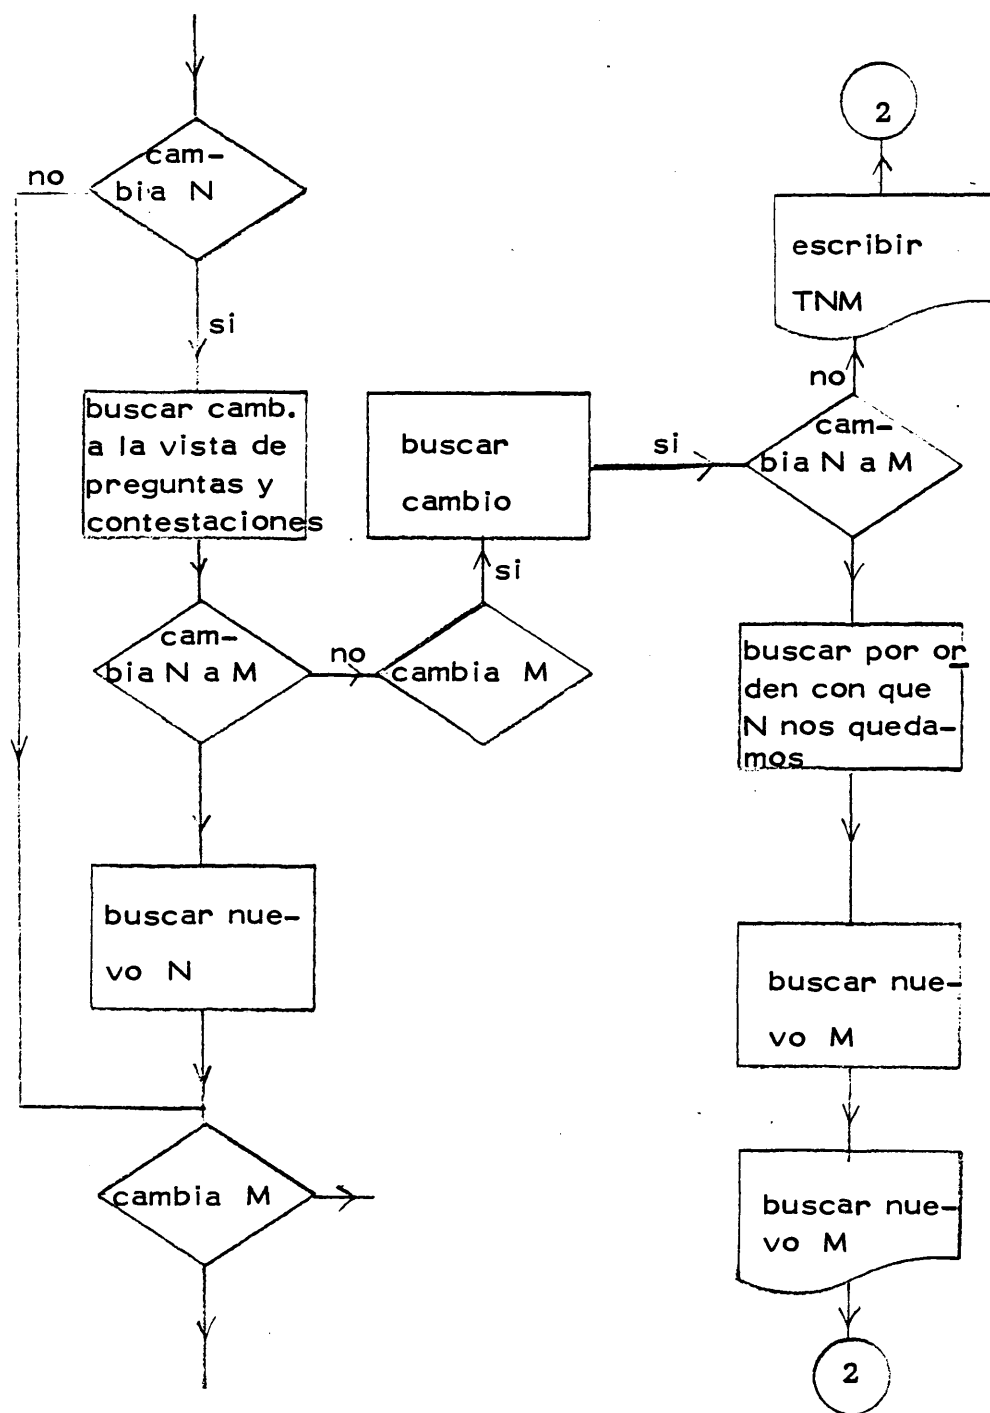 cam-
bia N
no
si
buscar camb.
a la vista de
preguntas y
contestaciones
cam-
bia N a M
no
cambia M
si
buscar
cambio
si
cam-
bia N a M
no
escribir
TNM
2
buscar por or
den con que
N nos queda-
mos
buscar nue-
vo M
buscar nue-
vo M
2
buscar nue-
vo N
cambia M